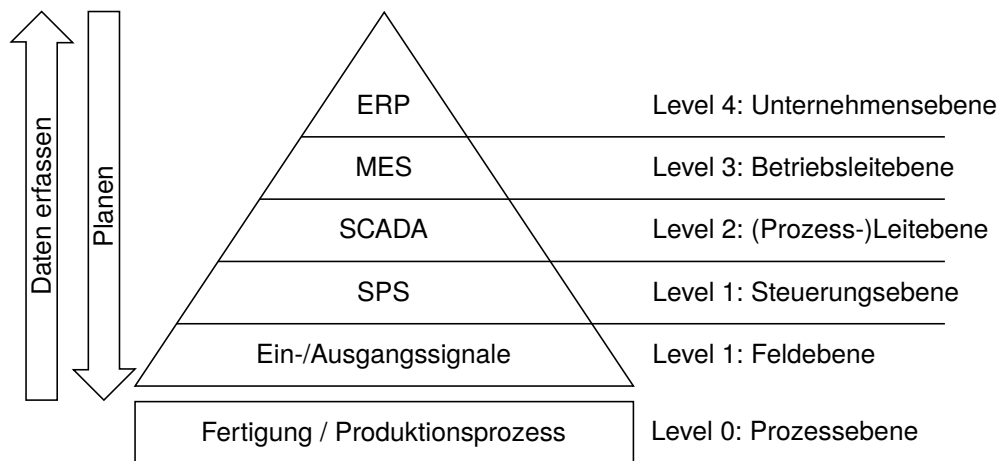 Daten erfassen
Planen
ERP
Level 4: Unternehmensebene
MES
Level 3: Betriebsleitebene
SCADA
Level 2: (Prozess-)Leitebene
SPS
Level 1: Steuerungsebene
Ein-/Ausgangssignale
Level 1: Feldebene
Fertigung / Produktionsprozess
Level 0: Prozessebene